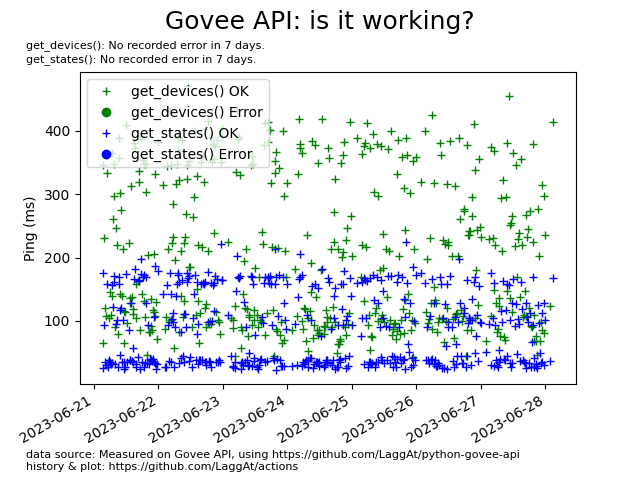 Govee API: is it working?
get_devices(): No recorded error in 7 days.
get_states(): No recorded error in 7 days.
get_devices() OK
get_devices() Error
get_states() OK
get_states() Error
Ping (ms)
400
300
200
100
2023-06-21
2023-06-22
2023-06-23
2023-06-24
2023-06-25
2023-06-26
2023-06-27
2023-06-28
data source: Measured on Govee API, using https://github.com/LaggAt/python-govee-api
history & plot: https://github.com/LaggAt/actions